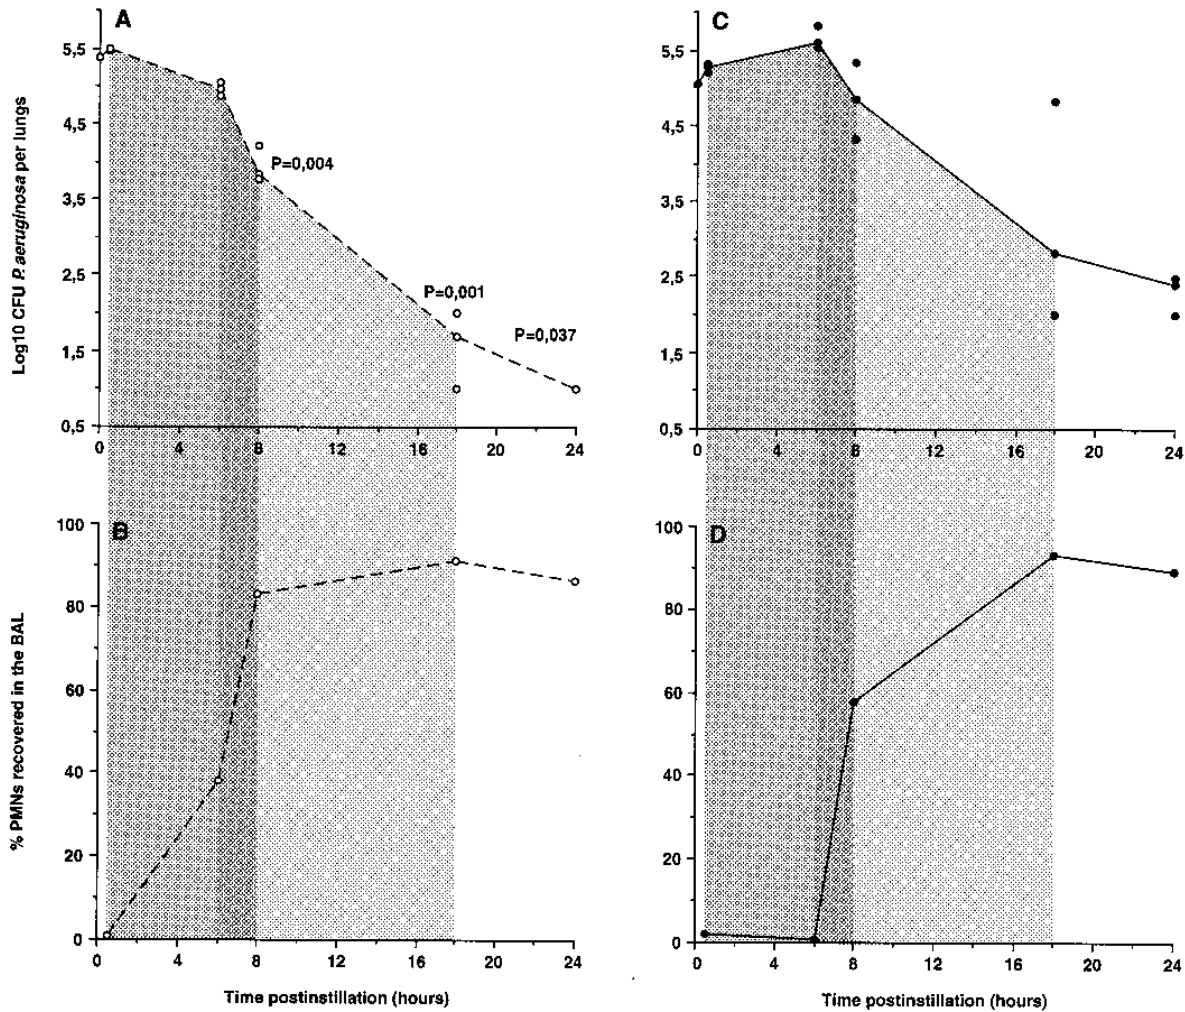 A
Log10 CFU P. aeruginosa per lungs
5,5
4,5
3,5
2,5
1,5
0,5
P=0,004
P=0,001
P=0,037
0 4 8 12 16 20 24
C
5,5
4,5
3,5
2,5
1,5
0,5
0 4 8 12 16 20 24
B
% PMNs recovered in the BAL
100
80
60
40
20
0
0 4 8 12 16 20 24
Time postinstillation (hours)
D
100
80
60
40
20
0
0 4 8 12 16 20 24
Time postinstillation (hours)